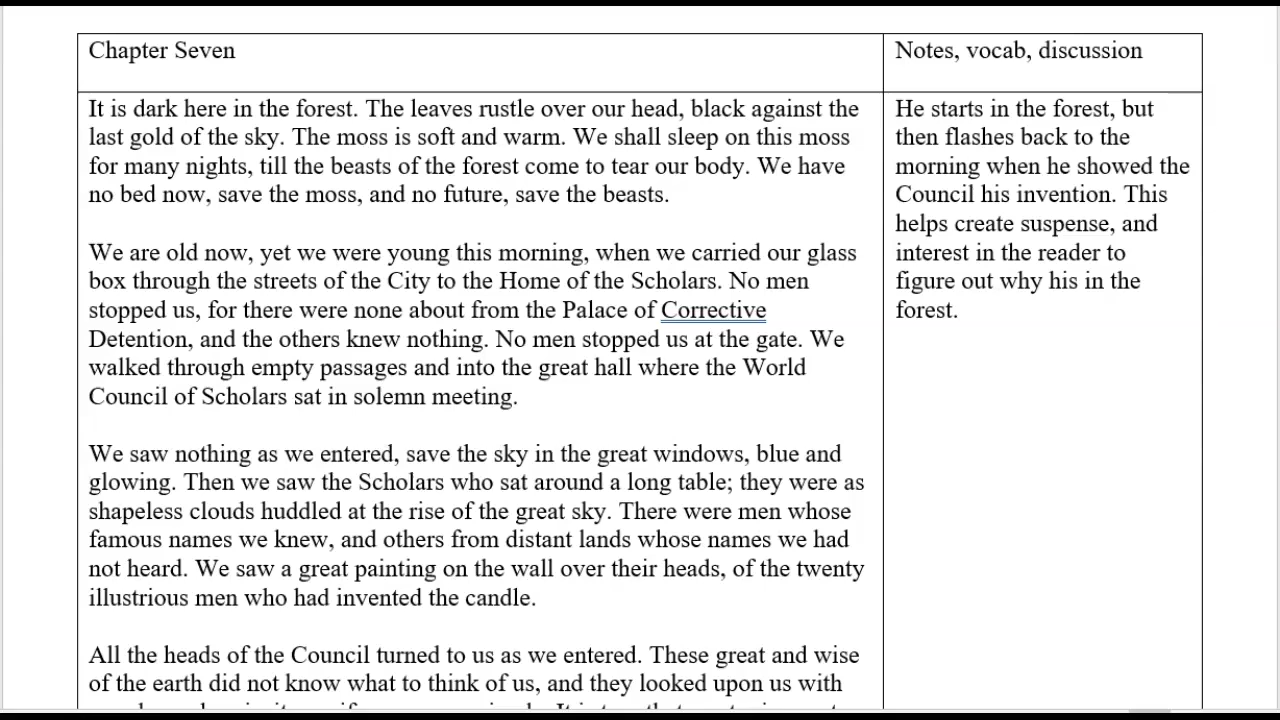 Chapter Seven
Notes, vocab, discussion
It is dark here in the forest. The leaves rustle over our head, black against the
last gold of the sky. The moss is soft and warm. We shall sleep on this moss
for many nights, till the beasts of the forest come to tear our body. We have
no bed now, save the moss, and no future, save the beasts.
We are old now, yet we were young this morning, when we carried our glass
box through the streets of the City to the Home of the Scholars. No men
stopped us, for there were none about from the Palace of Corrective
Detention, and the others knew nothing. No men stopped us at the gate. We
walked through empty passages and into the great hall where the World
Council of Scholars sat in solemn meeting.
We saw nothing as we entered, save the sky in the great windows, blue and
glowing. Then we saw the Scholars who sat around a long table; they were as
shapeless clouds huddled at the rise of the great sky. There were men whose
famous names we knew, and others from distant lands whose names we had
not heard. We saw a great painting on the wall over their heads, of the twenty
illustrious men who had invented the candle.
All the heads of the Council turned to us as we entered. These great and wise
of the earth did not know what to think of us, and they looked upon us with
He starts in the forest, but
then flashes back to the
morning when he showed the
Council his invention. This
helps create suspense, and
interest in the reader to
figure out why his in the
forest.